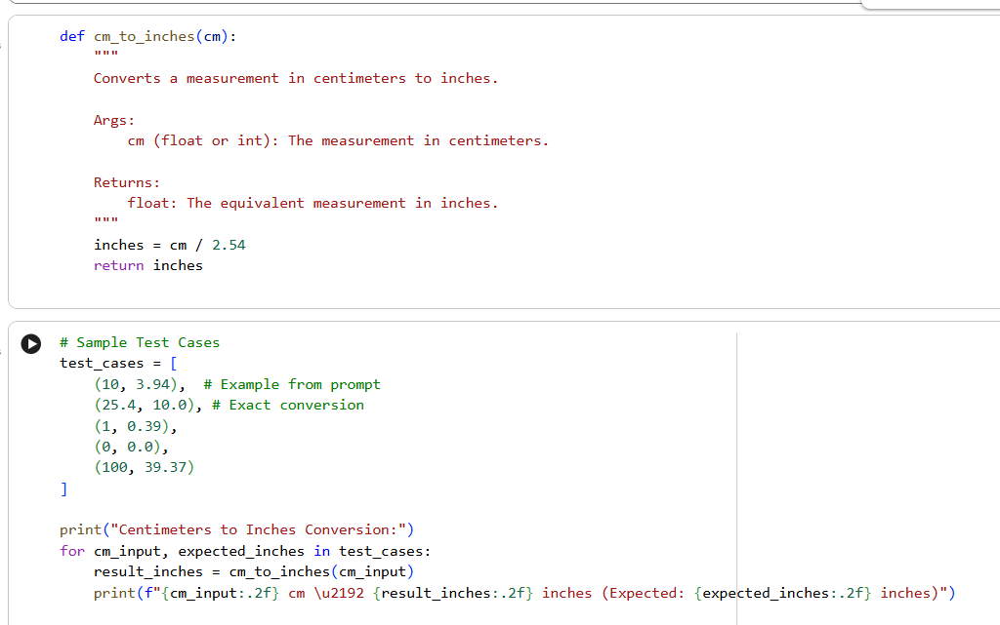 def cm_to_inches(cm):
    """
    Converts a measurement in centimeters to inches.

    Args:
        cm (float or int): The measurement in centimeters.

    Returns:
        float: The equivalent measurement in inches.
    """
    inches = cm / 2.54
    return inches

# Sample Test Cases
test_cases = [
    (10, 3.94),  # Example from prompt
    (25.4, 10.0), # Exact conversion
    (1, 0.39),
    (0, 0.0),
    (100, 39.37)
]

print("Centimeters to Inches Conversion:")
for cm_input, expected_inches in test_cases:
    result_inches = cm_to_inches(cm_input)
    print(f"{cm_input:.2f} cm \u2192 {result_inches:.2f} inches (Expected: {expected_inches:.2f} inches)")